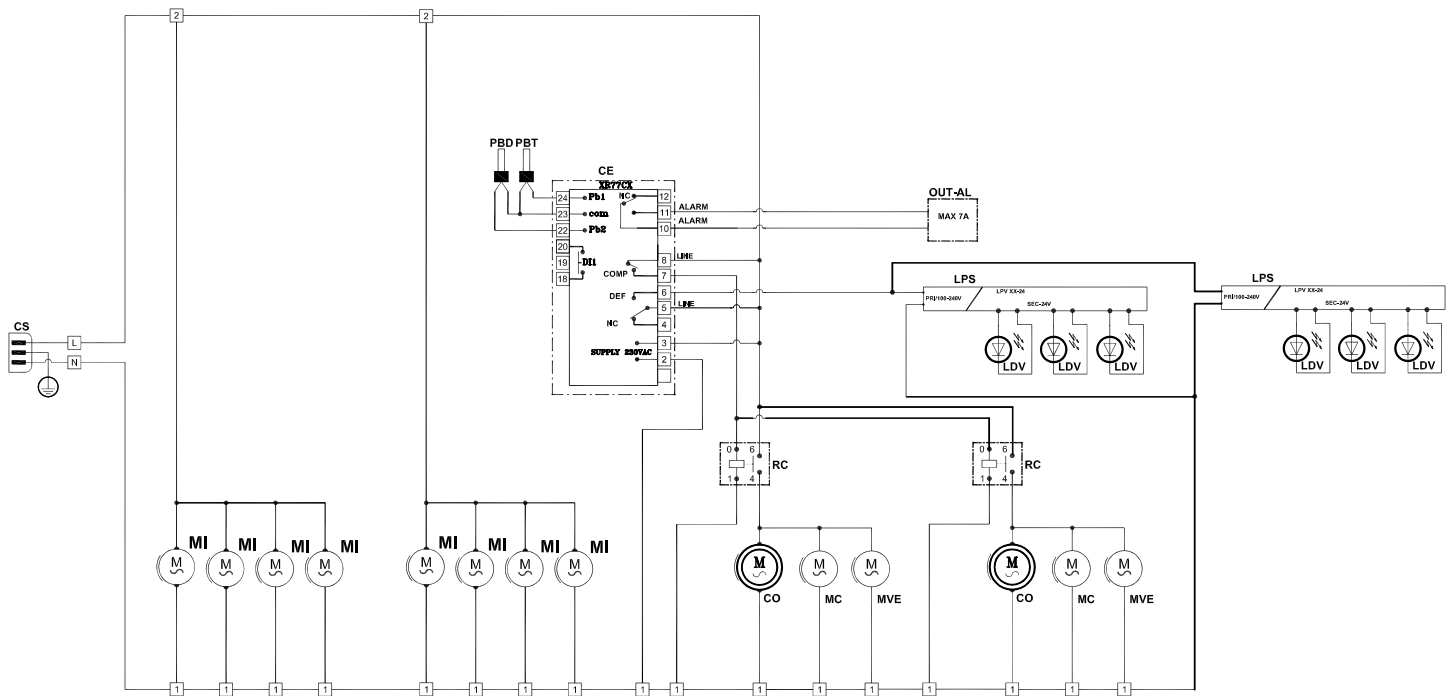 2
2
PBD PBT
CE
XR77CX
24 Pb1
23 com
22 Pb2
20
19 DI1
18
NC 12
11 ALARM
10 ALARM
8 LINE
COMP 7
DEF 6
5 LINE
NC 4
3
SUPPLY 230VAC 2
OUT-AL
MAX 7A
LPS
PRI/100-240V
LPV XX-24
SEC-24V
LDV
LDV
LDV
LPS
PRI/100-240V
LPV XX-24
SEC-24V
LDV
LDV
LDV
CS
L
N
0 6
1 4
RC
0 6
1 4
RC
M MI
M MI
M MI
M MI
M MI
M MI
M MI
M MI
M
CO
M
MC
M
MVE
M
CO
M
MC
M
MVE
1 1 1 1 1 1 1 1 1 1 1 1 1 1 1 1 1